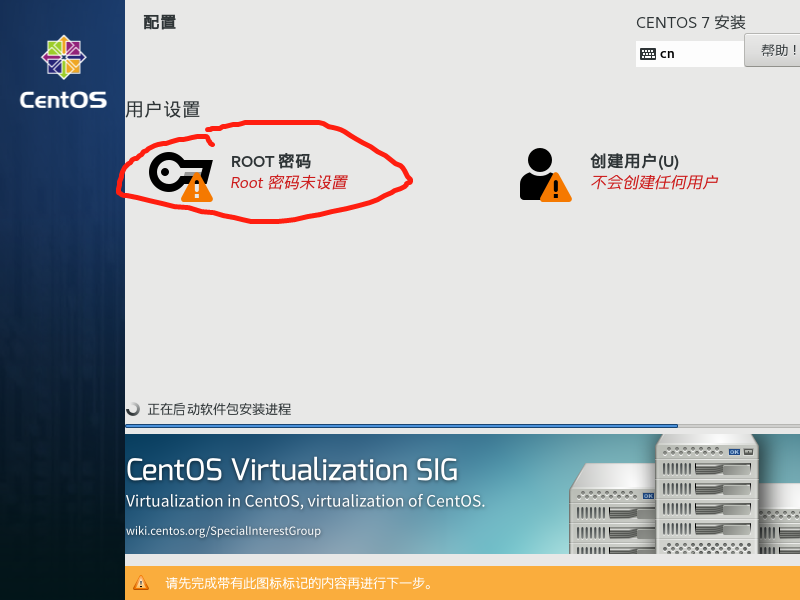 配置
CENTOS 7 安装
cn
帮助！
CentOS
用户设置
ROOT 密码
Root 密码未设置
创建用户(U)
不会创建任何用户
正在启动软件包安装进程
CentOS Virtualization SIG
Virtualization in CentOS, virtualization of CentOS.
wiki.centos.org/SpecialInterestGroup
请先完成带有此图标标记的内容再进行下一步。